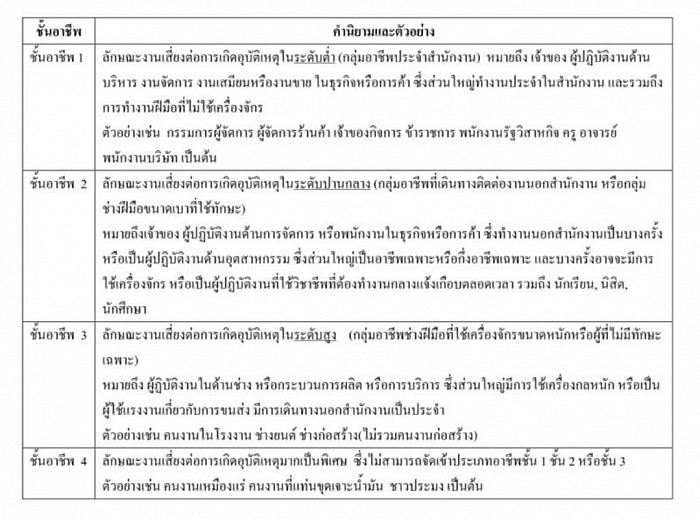 ชั้นอาชีพ คำนิยามและตัวอย่าง
ชั้นอาชีพ 1 ลักษณะงานเสี่ยงต่อการเกิดอุบัติเหตุในระดับต่ำ (กลุ่มอาชีพประจำสำนักงาน) หมายถึง เจ้าของ ผู้ปฏิบัติงานด้าน
บริหาร งานจัดการ งานเสมียนหรืองานขาย ในธุรกิจหรือการค้า ซึ่งส่วนใหญ่ทำงานประจำในสำนักงาน และรวมถึง
การทำงานฝีมือที่ไม่ใช้เครื่องจักร
ตัวอย่างเช่น กรรมการผู้จัดการ ผู้จัดการร้านค้า เจ้าของกิจการ ข้าราชการ พนักงานรัฐวิสาหกิจ ครู อาจารย์
พนักงานบริษัท เป็นต้น
ชั้นอาชีพ 2 ลักษณะงานเสี่ยงต่อการเกิดอุบัติเหตุในระดับปานกลาง (กลุ่มอาชีพที่เดินทางติดต่องานนอกสำนักงาน หรือกลุ่ม
ช่างฝีมือขนาดเบาที่ใช้ทักษะ)
หมายถึงเจ้าของ ผู้ปฏิบัติงานด้านการจัดการ หรือพนักงานในธุรกิจหรือการค้า ซึ่งทำงานนอกสำนักงานเป็นบางครั้ง
หรือเป็นผู้ปฏิบัติงานด้านอุตสาหกรรม ซึ่งส่วนใหญ่เป็นอาชีพเฉพาะหรือกึ่งอาชีพเฉพาะ และบางครั้งอาจจะมีการ
ใช้เครื่องจักร หรือเป็นผู้ปฏิบัติงานที่ใช้วิชาชีพที่ต้องทำงานกลางแจ้งเกือบตลอดเวลา รวมถึง นักเรียน, นิสิต,
นักศึกษา
ชั้นอาชีพ 3 ลักษณะงานเสี่ยงต่อการเกิดอุบัติเหตุในระดับสูง (กลุ่มอาชีพช่างฝีมือที่ใช้เครื่องจักรขนาดหนักหรือผู้ที่ไม่มีทักษะ
เฉพาะ)
หมายถึง ผู้ปฏิบัติงานในด้านช่าง หรือกระบวนการผลิต หรือการบริการ ซึ่งส่วนใหญ่มีการใช้เครื่องกลหนัก หรือเป็น
ผู้ใช้แรงงานเกี่ยวกับการขนส่ง มีการเดินทางนอกสำนักงานเป็นประจำ
ตัวอย่างเช่น คนงานในโรงงาน ช่างยนต์ ช่างก่อสร้าง(ไม่รวมคนงานก่อสร้าง)
ชั้นอาชีพ 4 ลักษณะงานเสี่ยงต่อการเกิดอุบัติเหตุมากเป็นพิเศษ ซึ่งไม่สามารถจัดเข้าประเภทอาชีพชั้น 1 ชั้น 2 หรือชั้น 3
ตัวอย่างเช่น คนงานเหมืองแร่ คนงานที่แท่นขุดเจาะน้ำมัน ชาวประมง เป็นต้น